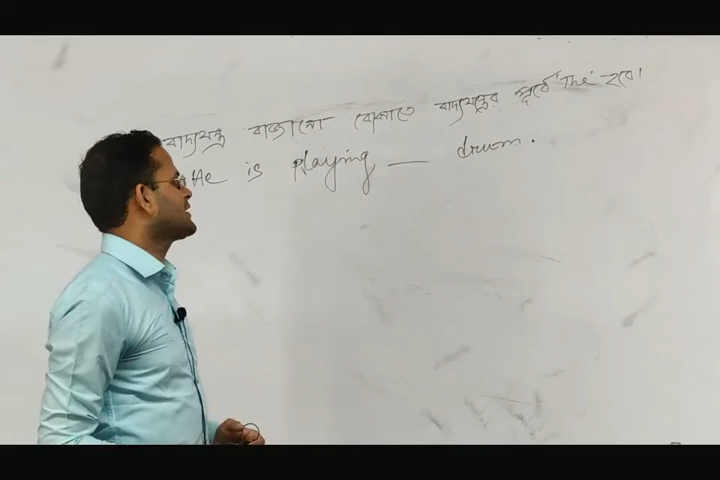 বাদ্যযন্ত্র বাজানো বোঝাতে বাদ্যযন্ত্রের পূর্বে 'The' হবে।
He is playing — drum.